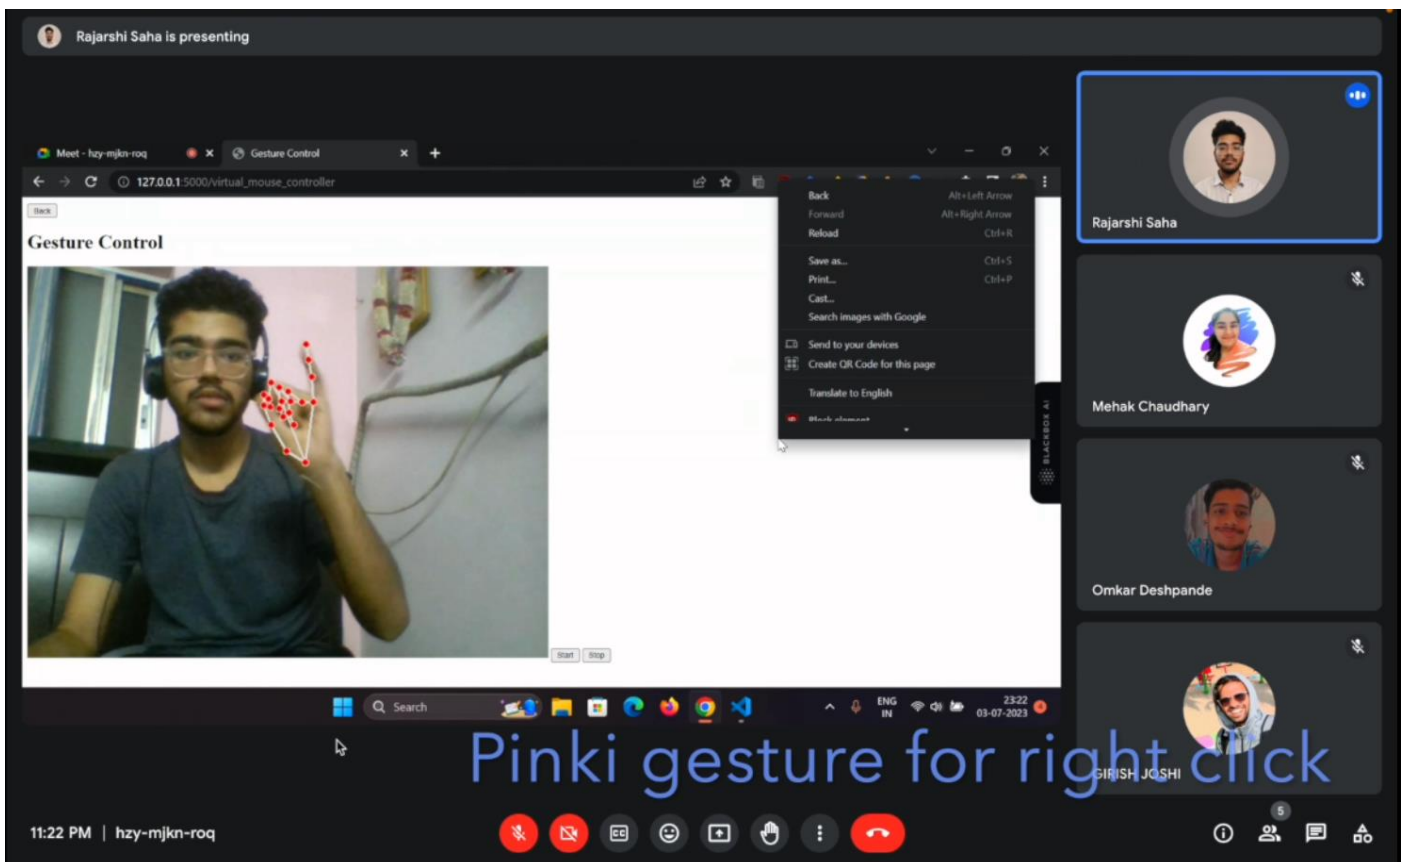 Rajarshi Saha is presenting
Meet - hzy-mjkn-roq
Gesture Control
127.0.0.1:5000/virtual_mouse_controller
Back
Gesture Control
Start Stop
Back Alt+Left Arrow
Forward Alt+Right Arrow
Reload Ctrl+R
Save as... Ctrl+S
Print... Ctrl+P
Cast...
Search images with Google
Send to your devices
Create QR Code for this page
Translate to English
Block element
BLACKBOX AI
Rajarshi Saha
Mehak Chaudhary
Omkar Deshpande
GIRISH JOSHI
Search
ENG
IN
23:22
03-07-2023
4
Pinki gesture for right click
11:22 PM | hzy-mjkn-roq
CC
5